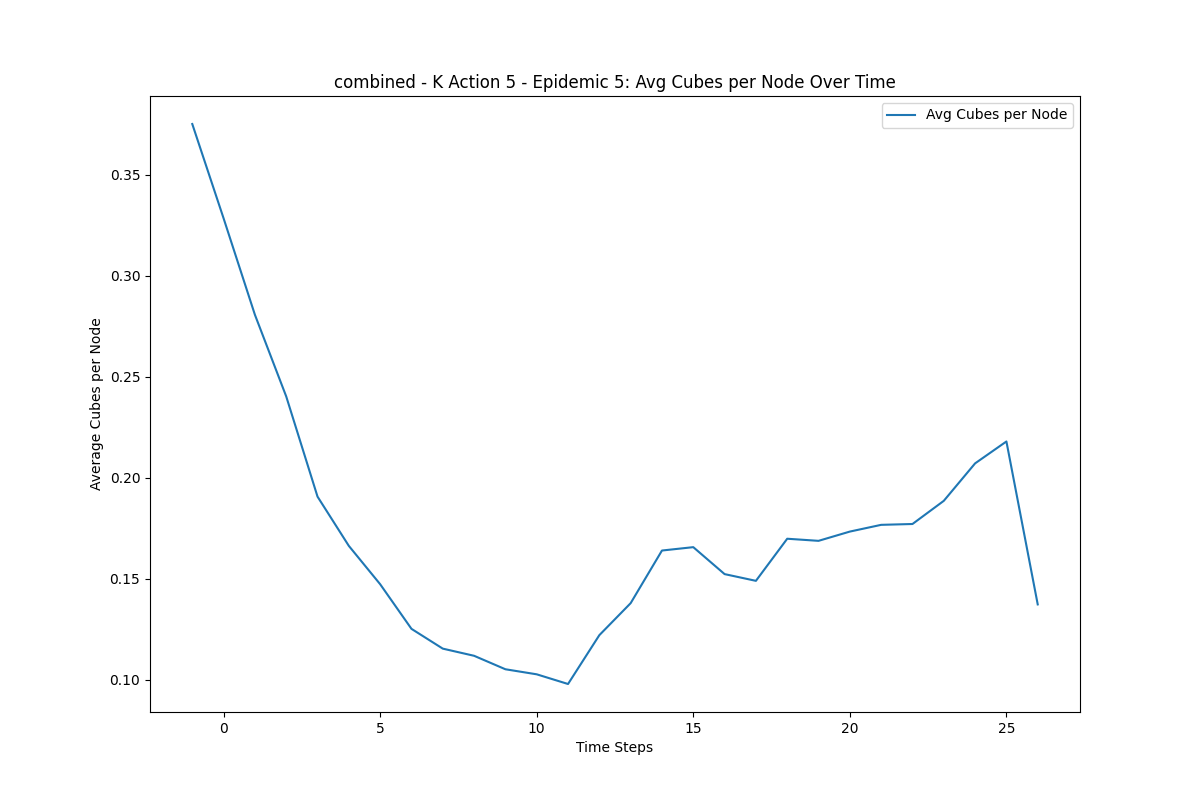 combined - K Action 5 - Epidemic 5: Avg Cubes per Node Over Time
Avg Cubes per Node
Average Cubes per Node
0.35
0.30
0.25
0.20
0.15
0.10
0 5 10 15 20 25
Time Steps